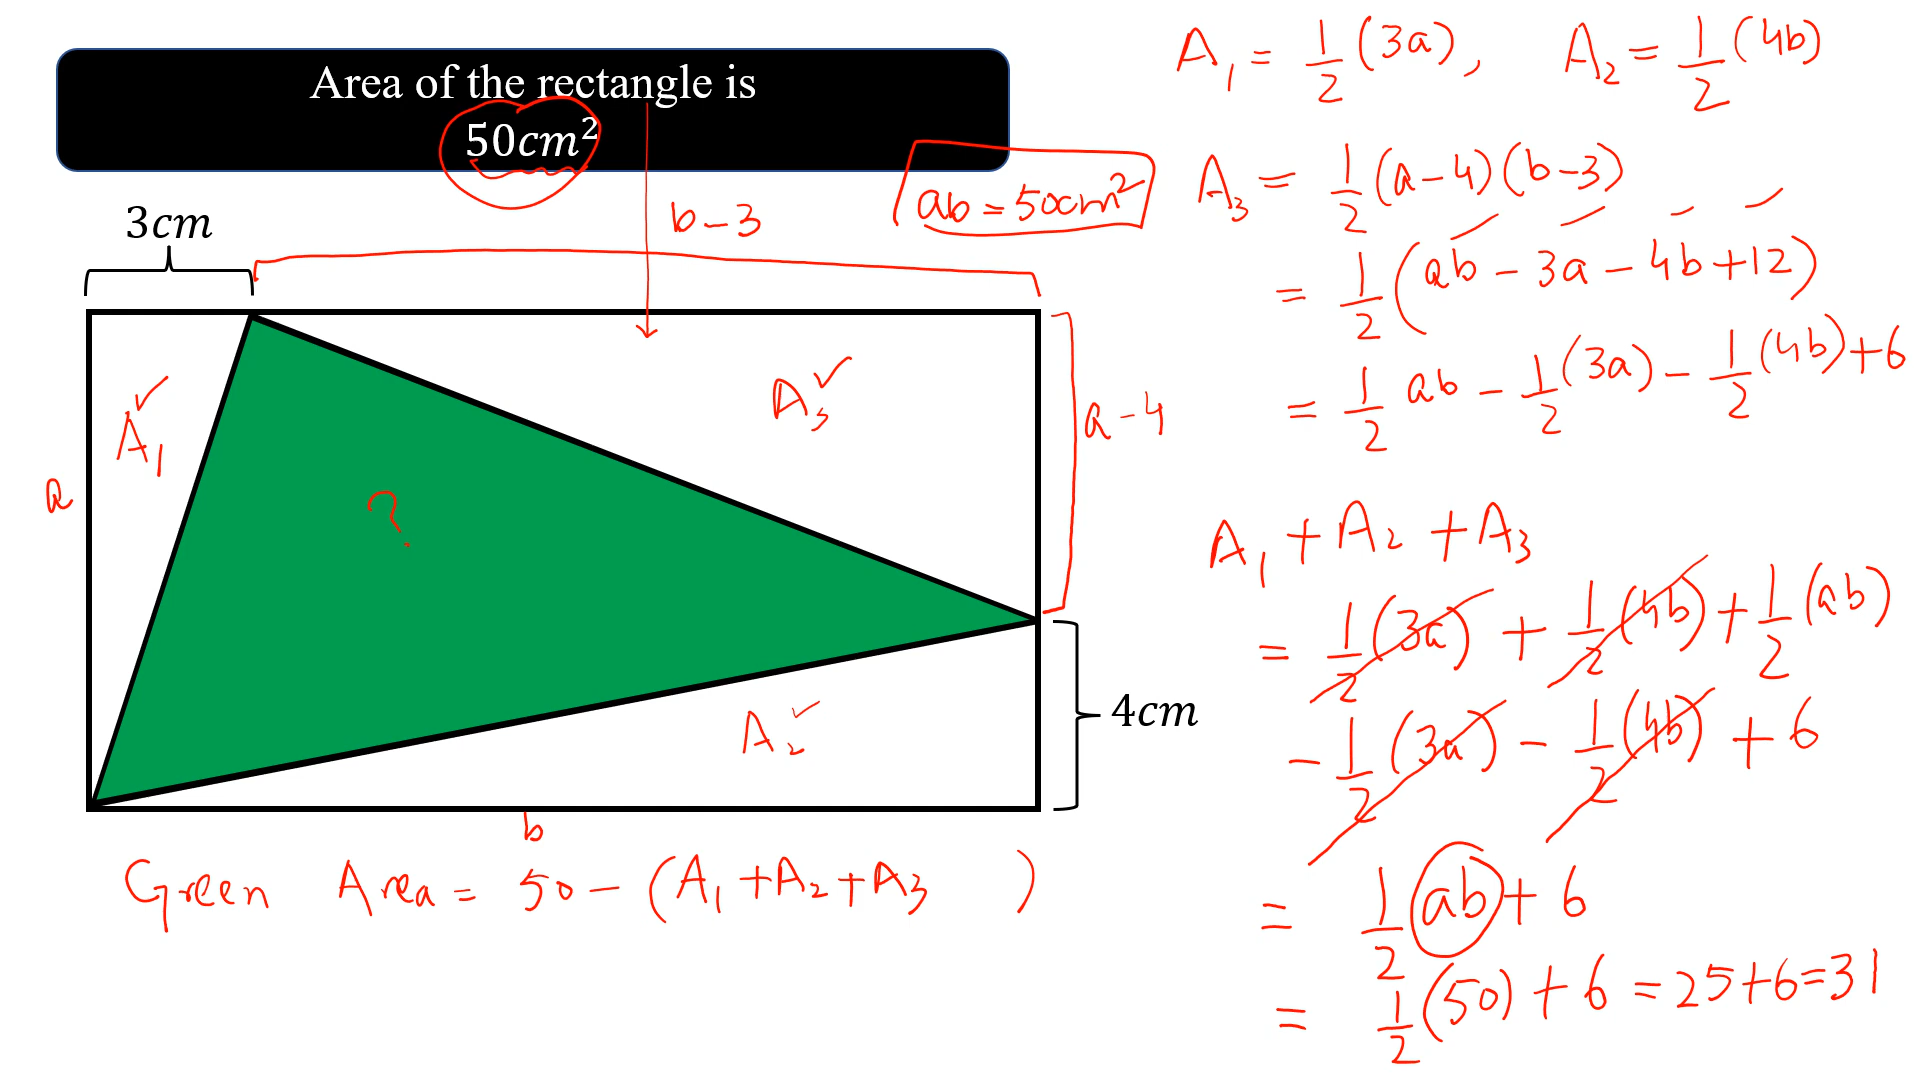 Area of the rectangle is
50cm²
ab = 50cm²
3cm
b - 3
A₁
A₃
a - 4
a
?
A₂
4cm
b
Green Area = 50 - (A₁ + A₂ + A₃ )
A₁ = 1/2 (3a), A₂ = 1/2 (4b)
A₃ = 1/2 (a - 4)(b - 3)
= 1/2 (ab - 3a - 4b + 12)
= 1/2 ab - 1/2 (3a) - 1/2 (4b) + 6
A₁ + A₂ + A₃
= 1/2 (3a) + 1/2 (4b) + 1/2 (ab)
- 1/2 (3a) - 1/2 (4b) + 6
= 1/2 ab + 6
= 1/2 (50) + 6 = 25 + 6 = 31